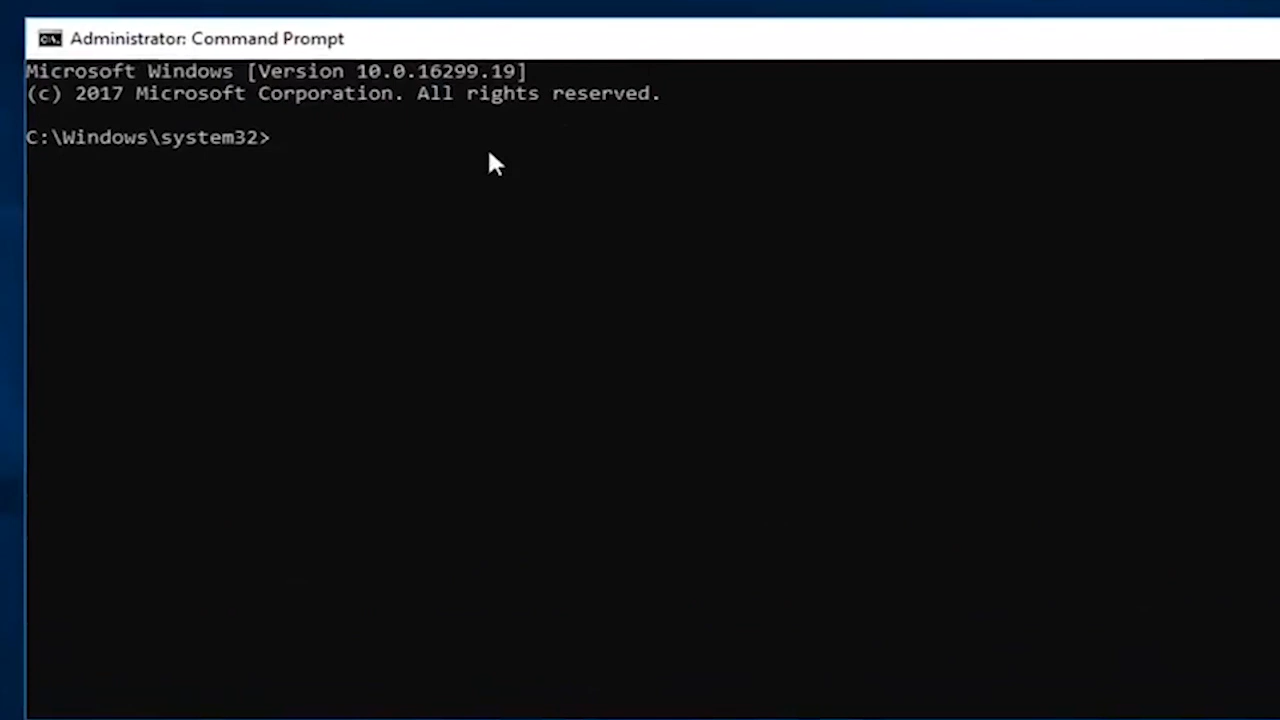 Administrator: Command Prompt
Microsoft Windows [Version 10.0.16299.19]
(c) 2017 Microsoft Corporation. All rights reserved.
C:\Windows\system32>